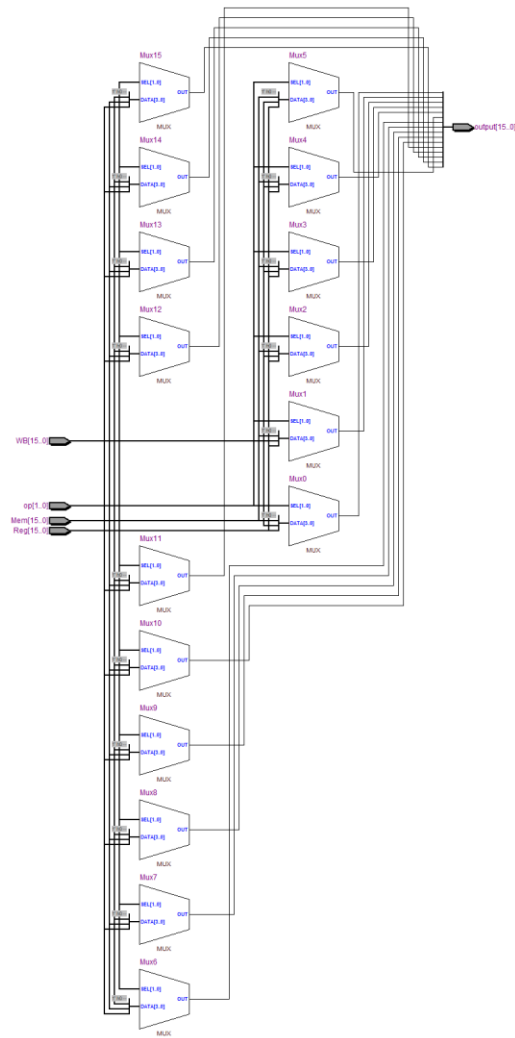 Mux15
SEL[1..0]
DATA[3..0]
OUT
MUX
Mux14
SEL[1..0]
DATA[3..0]
OUT
MUX
Mux13
SEL[1..0]
DATA[3..0]
OUT
MUX
Mux12
SEL[1..0]
DATA[3..0]
OUT
MUX
Mux5
SEL[1..0]
DATA[3..0]
OUT
MUX
Mux4
SEL[1..0]
DATA[3..0]
OUT
MUX
Mux3
SEL[1..0]
DATA[3..0]
OUT
MUX
Mux2
SEL[1..0]
DATA[3..0]
OUT
MUX
Mux1
SEL[1..0]
DATA[3..0]
OUT
MUX
Mux0
SEL[1..0]
DATA[3..0]
OUT
MUX
output[15..0]
WB[15..0]
op[1..0]
Mem[15..0]
Reg[15..0]
Mux11
SEL[1..0]
DATA[3..0]
OUT
MUX
Mux10
SEL[1..0]
DATA[3..0]
OUT
MUX
Mux9
SEL[1..0]
DATA[3..0]
OUT
MUX
Mux8
SEL[1..0]
DATA[3..0]
OUT
MUX
Mux7
SEL[1..0]
DATA[3..0]
OUT
MUX
Mux6
SEL[1..0]
DATA[3..0]
OUT
MUX